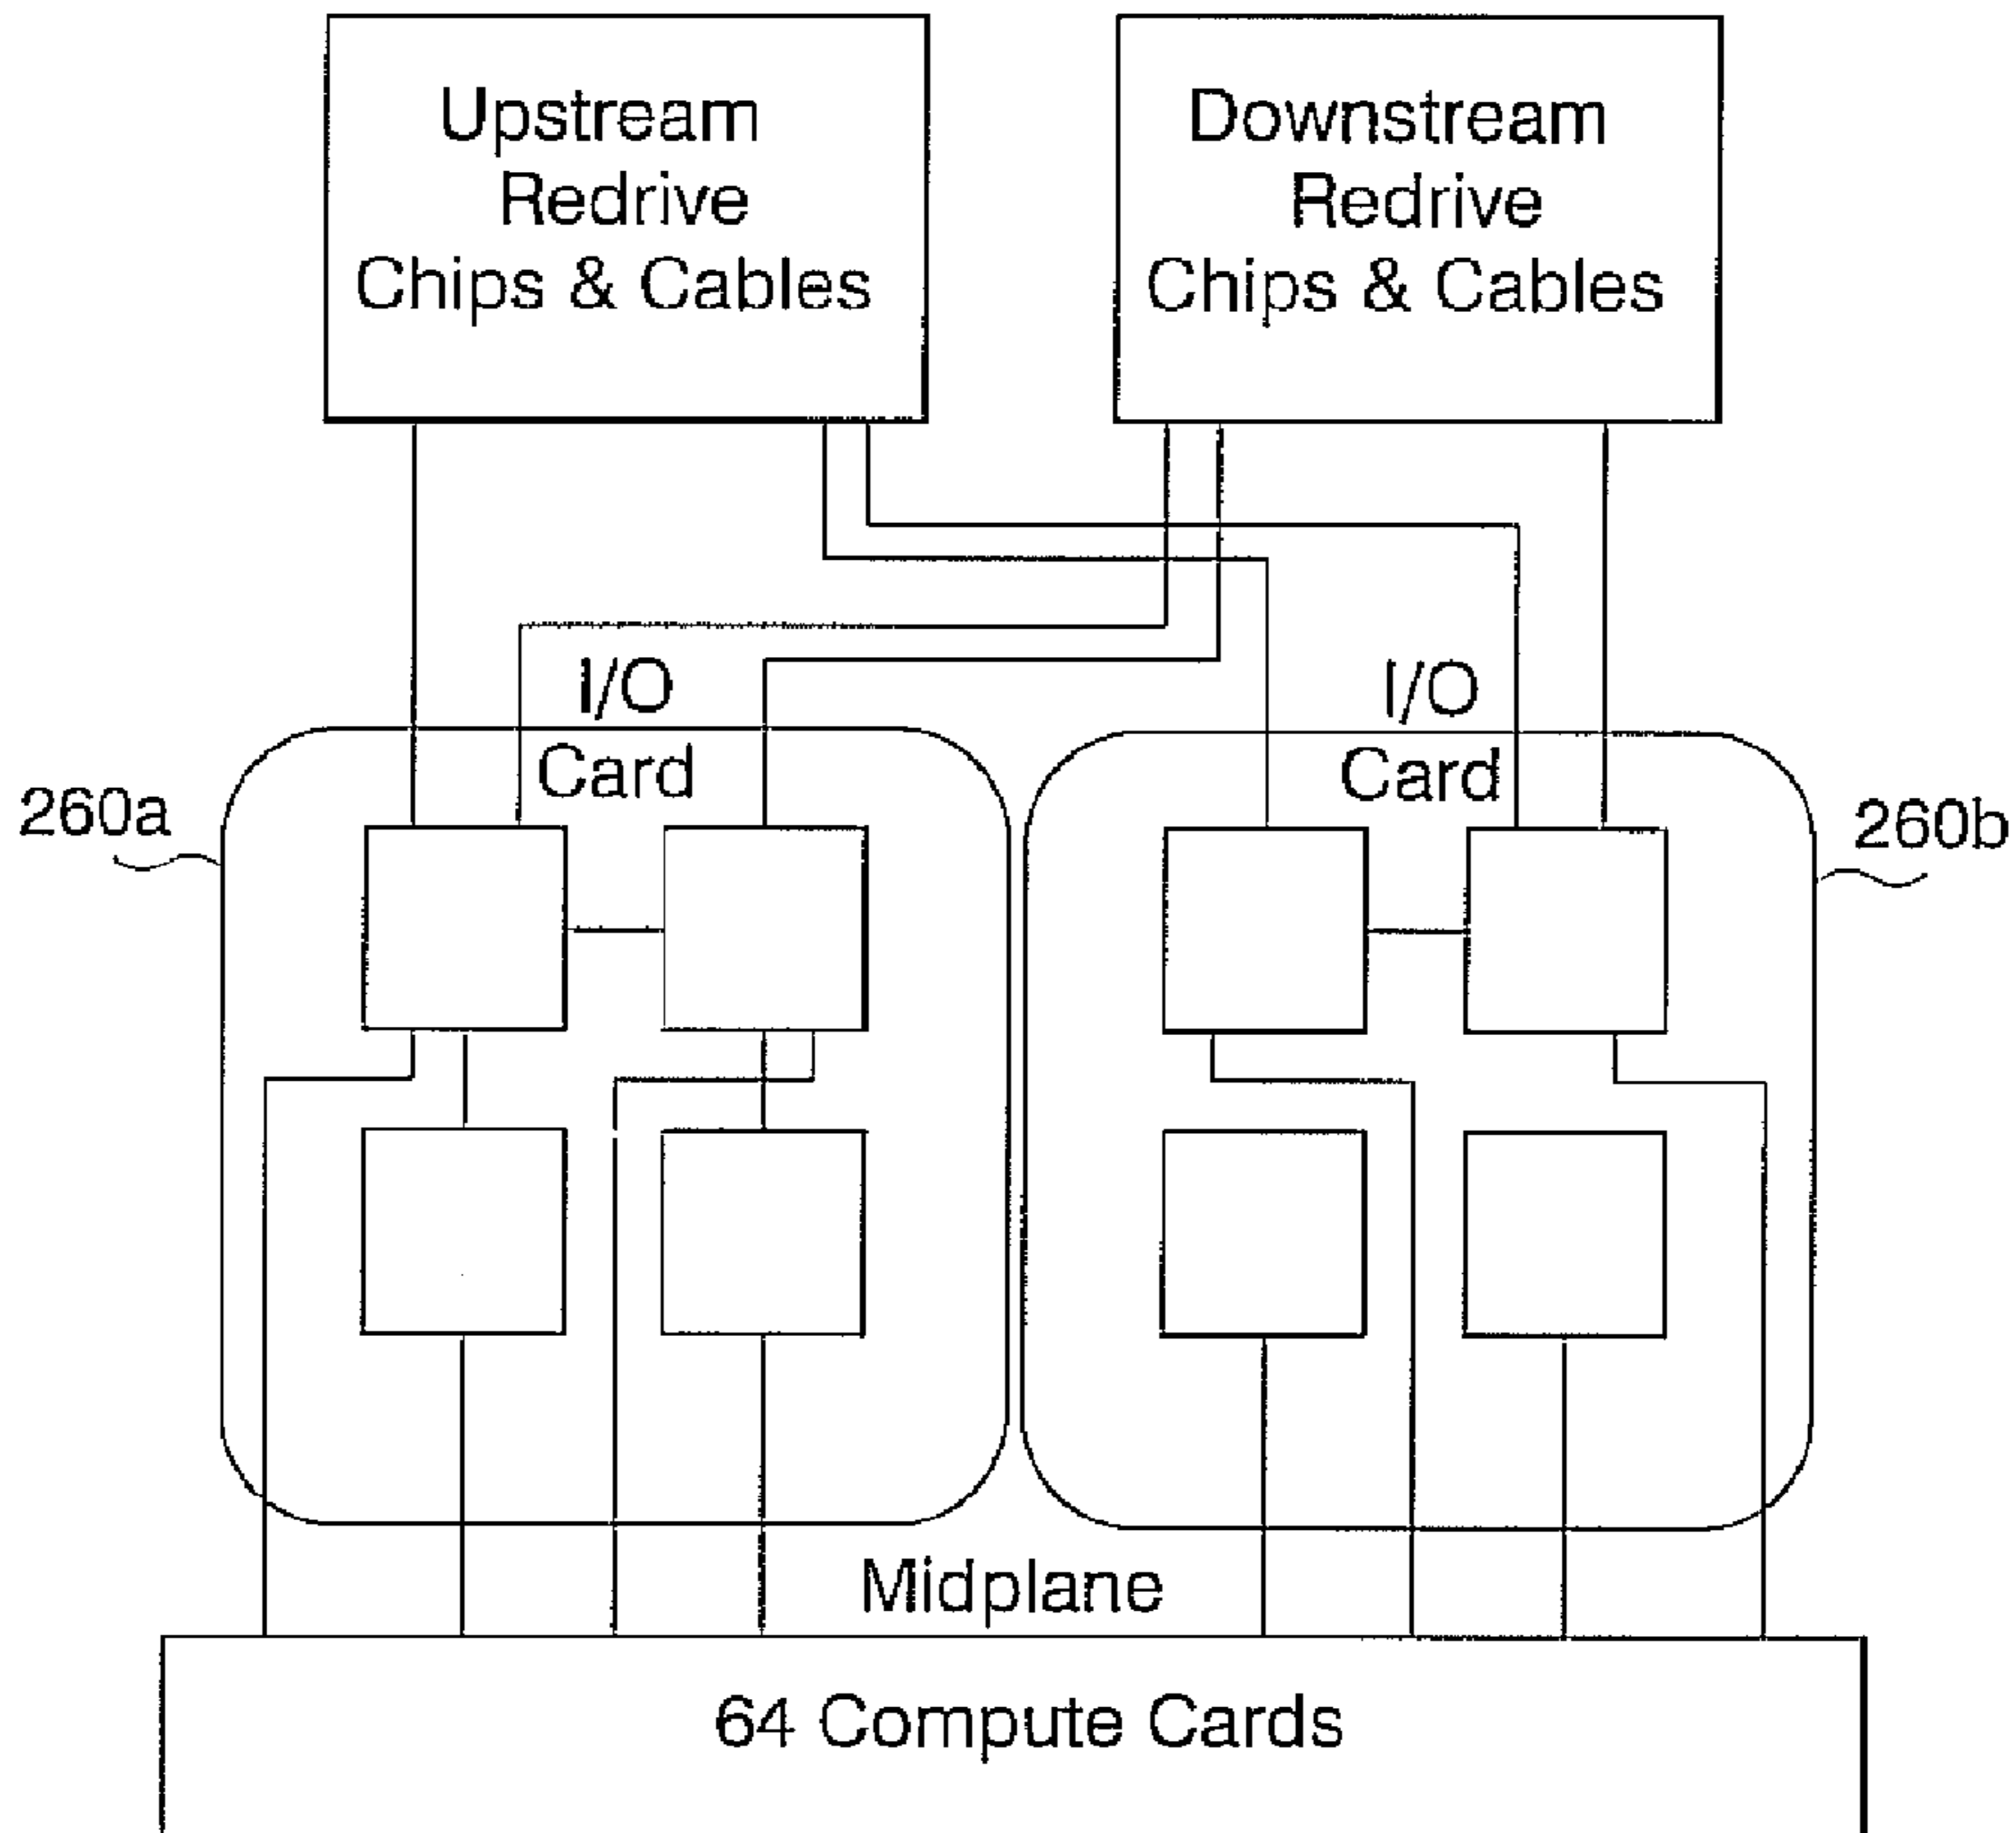 Upstream
Redrive
Chips & Cables
Downstream
Redrive
Chips & Cables
I/O
Card
I/O
Card
260a
260b
Midplane
64 Compute Cards